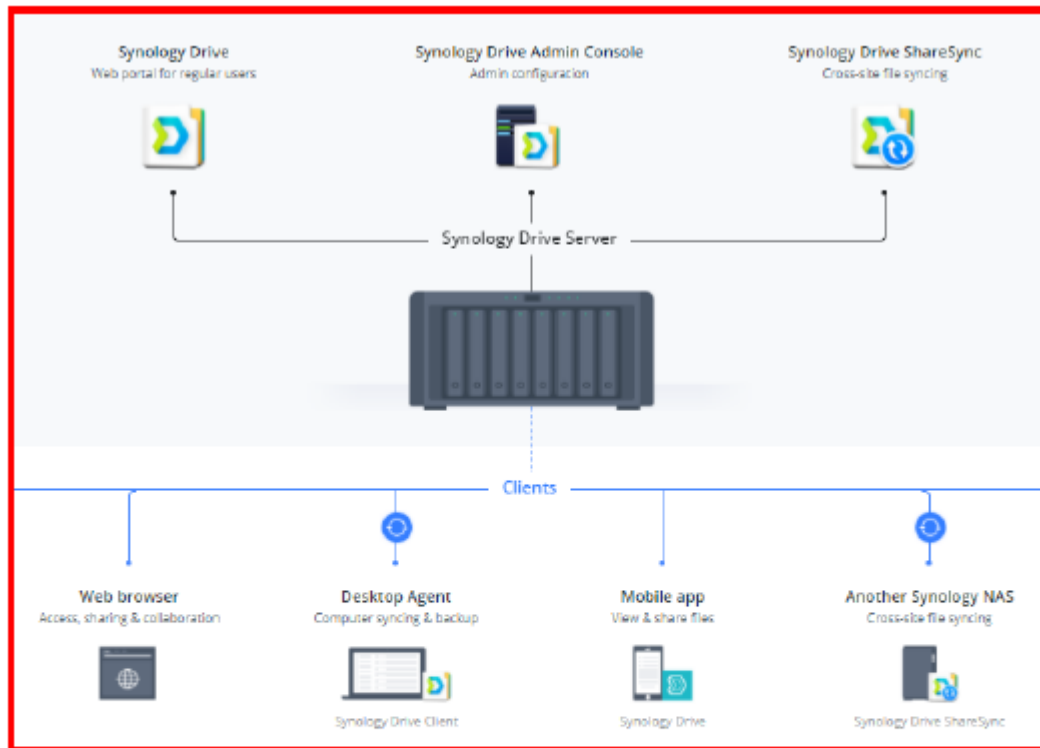 Synology Drive
Web portal for regular users
Synology Drive Admin Console
Admin configuration
Synology Drive ShareSync
Cross-site file syncing
Synology Drive Server
Clients
Web browser
Access, sharing & collaboration
Desktop Agent
Computer syncing & backup
Synology Drive Client
Mobile app
View & share files
Synology Drive
Another Synology NAS
Cross-site file syncing
Synology Drive ShareSync